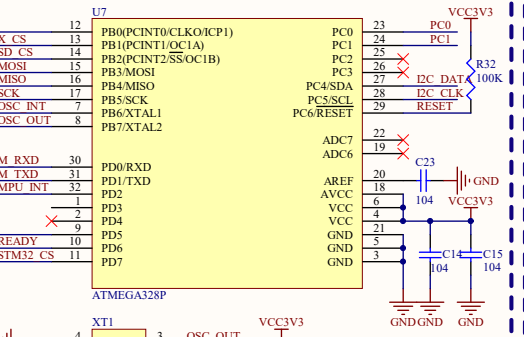 U7
VCC3V3
12 PB0(PCINT0/CLKO/ICP1) PC0 23 PC0
X_CS 13 PB1(PCINT1/OC1A) PC1 24 PC1
SD_CS 14 PB2(PCINT2/SS/OC1B) PC2 25
MOSI 15 PB3/MOSI PC3 26
MISO 16 PB4/MISO PC4/SDA 27 I2C_DATA
SCK 17 PB5/SCK PC5/SCL 28 I2C_CLK
OSC_INT 7 PB6/XTAL1 PC6/RESET 29 RESET
OSC_OUT 8 PB7/XTAL2
R32
100K
ADC7 22
ADC6 19
M_RXD 30 PD0/RXD AREF 20
M_TXD 31 PD1/TXD AVCC 18
MPU_INT 32 PD2 VCC 6
1 PD3 VCC 4
2 PD4 GND 21
READY 9 PD5 GND 5
10 PD6 GND 3
STM32_CS 11 PD7
C23
104
GND
VCC3V3
C14
104
C15
104
ATMEGA328P
GND GND GND
XT1
VCC3V3
4 3 OSC_OUT